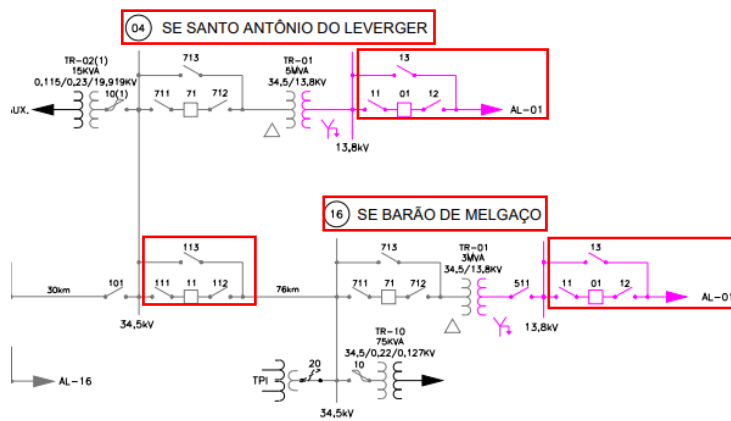 04 SE SANTO ANTÔNIO DO LEVERGER
TR-02(1)
15KVA
0,115/0,23/19,919KV
10(1)
UX.
713
711 71 712
TR-01
5MVA
34,5/13,8KV
13
11 01 12
AL-01
13,8kV
16 SE BARÃO DE MELGAÇO
113
30km
101
111 11 112
76km
34,5kV
713
711 71 712
TR-01
3MVA
34,5/13,8KV
511
13
11 01 12
AL-01
13,8kV
AL-16
TPI
20
10
TR-10
75KVA
34,5/0,22/0,127KV
34,5kV